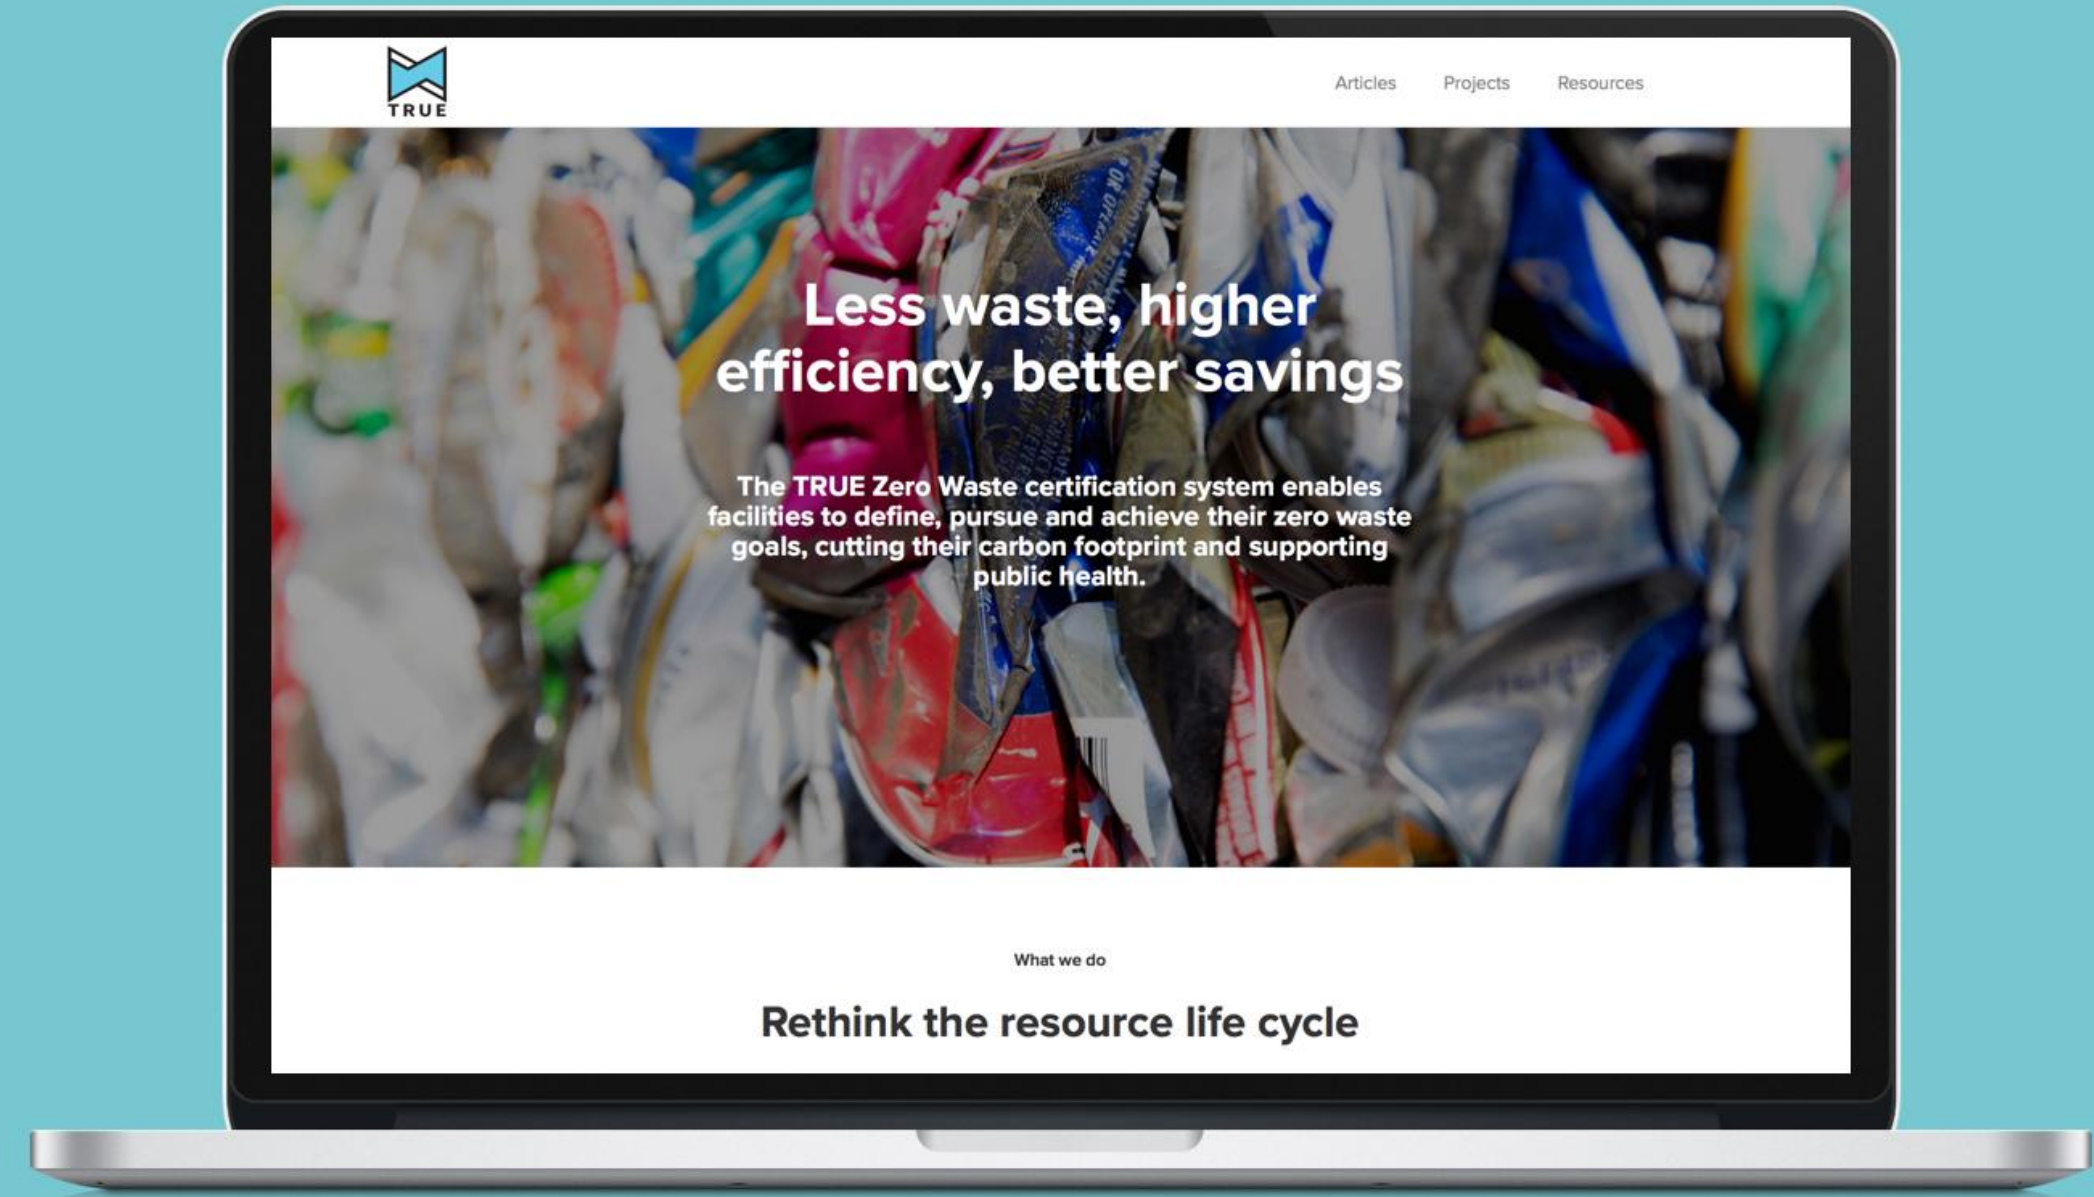 TRUE
Articles Projects Resources
Less waste, higher
efficiency, better savings
The TRUE Zero Waste certification system enables
facilities to define, pursue and achieve their zero waste
goals, cutting their carbon footprint and supporting
public health.
What we do
Rethink the resource life cycle